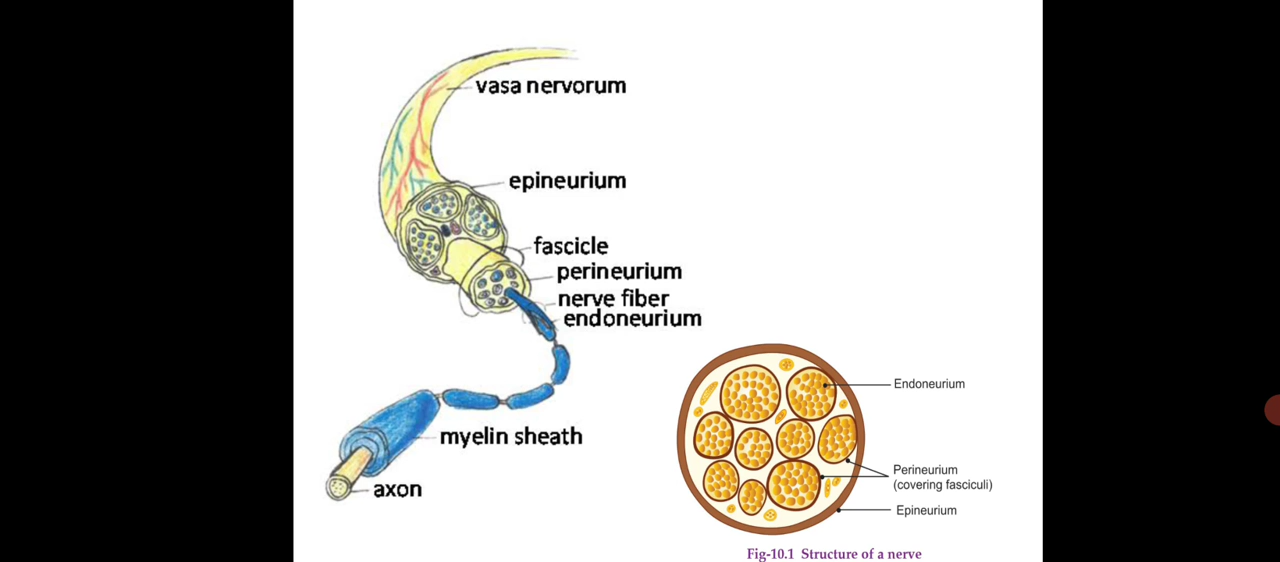 vasa nervorum
epineurium
fascicle
perineurium
nerve fiber
endoneurium
myelin sheath
axon
Endoneurium
Perineurium
(covering fasciculi)
Epineurium
Fig-10.1 Structure of a nerve